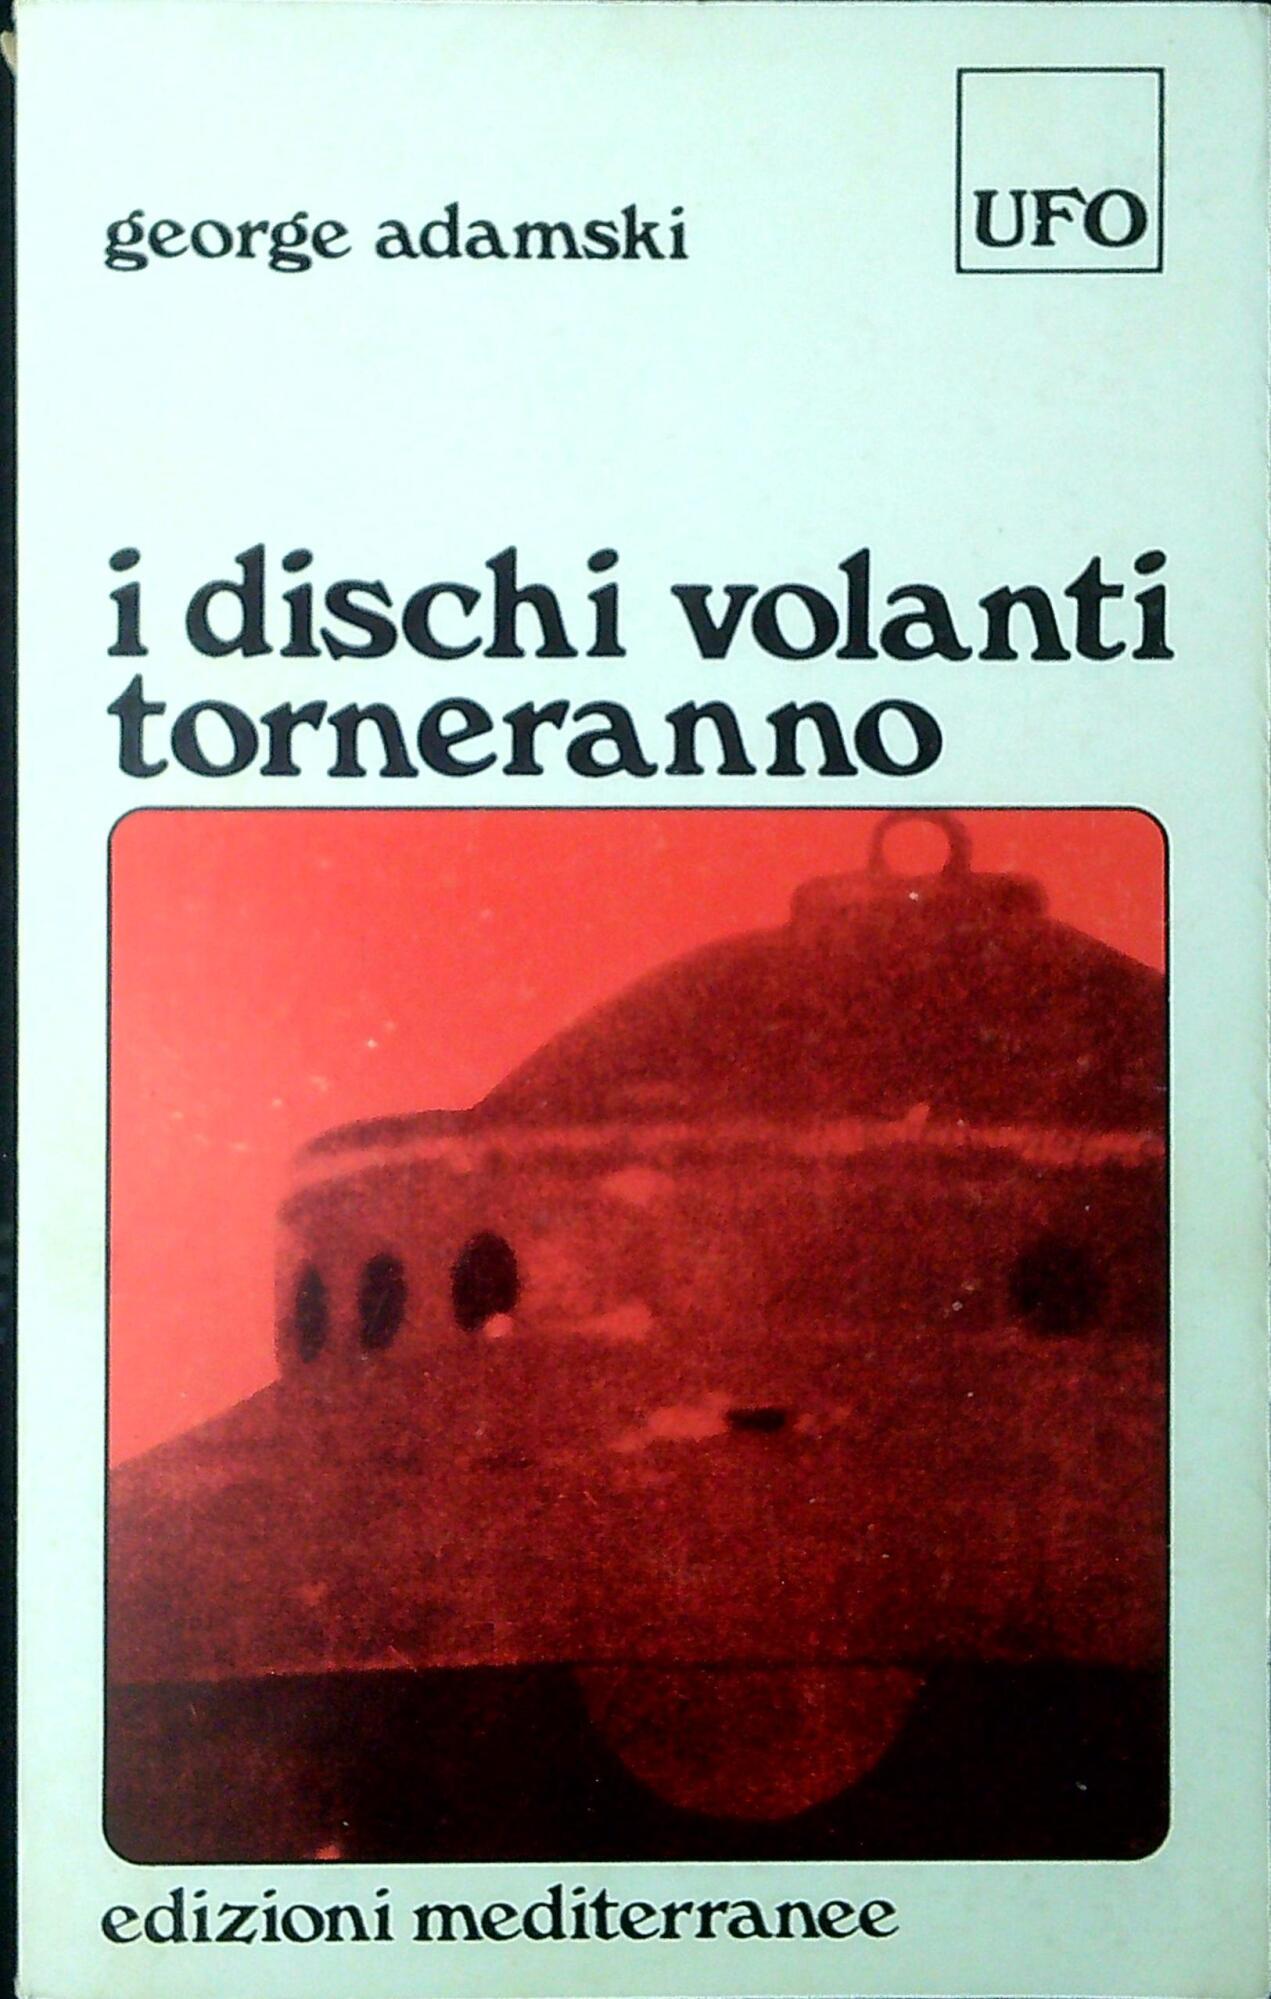 UFO
george adamski
i dischi volanti
torneranno
edizioni mediterranee